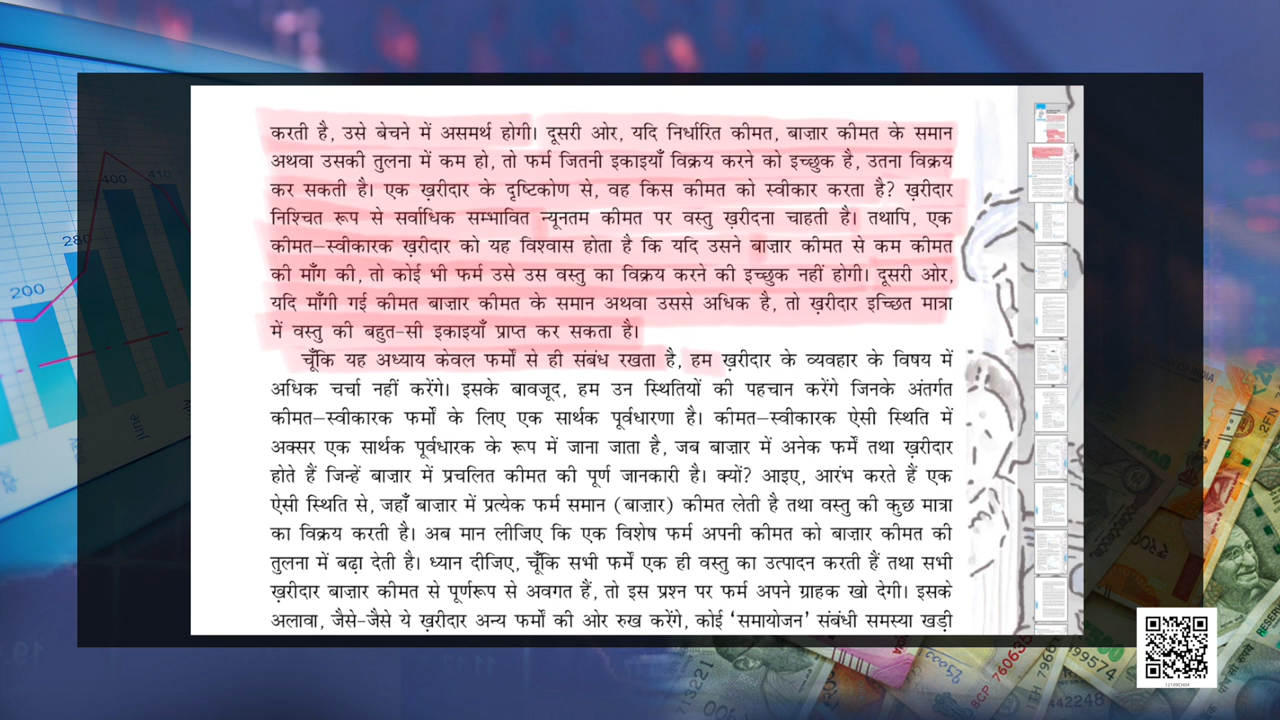 करती है, उसे बेचने में असमर्थ होगी। दूसरी ओर, यदि निर्धारित कीमत, बाज़ार कीमत के समान
अथवा उसकी तुलना में कम हो, तो फर्म जितनी इकाइयाँ विक्रय करने की इच्छुक है, उतना विक्रय
कर सकती है। एक ख़रीदार के दृष्टिकोण से, वह किस कीमत को स्वीकार करता है? ख़रीदार
निश्चित रूप से सर्वाधिक सम्भावित न्यूनतम कीमत पर वस्तु ख़रीदना चाहती है। तथापि, एक
कीमत–स्वीकारक ख़रीदार को यह विश्वास होता है कि यदि उसने बाज़ार कीमत से कम कीमत
की माँग की, तो कोई भी फर्म उसे उस वस्तु का विक्रय करने की इच्छुक नहीं होगी। दूसरी ओर,
यदि माँगी गई कीमत बाज़ार कीमत के समान अथवा उससे अधिक है, तो ख़रीदार इच्छित मात्रा
में वस्तु की बहुत-सी इकाइयाँ प्राप्त कर सकता है।
चूँकि यह अध्याय केवल फर्मों से ही संबंध रखता है, हम ख़रीदार के व्यवहार के विषय में
अधिक चर्चा नहीं करेंगे। इसके बावजूद, हम उन स्थितियों की पहचान करेंगे जिनके अंतर्गत
कीमत–स्वीकारक फर्मों के लिए एक सार्थक पूर्वधारणा है। कीमत–स्वीकारक ऐसी स्थिति में
अक्सर एक सार्थक पूर्वधारक के रूप में जाना जाता है, जब बाज़ार में अनेक फर्में तथा ख़रीदार
होते हैं जिन्हें बाज़ार में प्रचलित कीमत की पूर्ण जानकारी है। क्यों? आइए, आरंभ करते हैं एक
ऐसी स्थिति से, जहाँ बाज़ार में प्रत्येक फर्म समान (बाज़ार) कीमत लेती है तथा वस्तु की कुछ मात्रा
का विक्रय करती है। अब मान लीजिए कि एक विशेष फर्म अपनी कीमत को बाज़ार कीमत की
तुलना में बढ़ा देती है। ध्यान दीजिए, चूँकि सभी फर्में एक ही वस्तु का उत्पादन करती हैं तथा सभी
ख़रीदार बाज़ार कीमत से पूर्णरूप से अवगत हैं, तो इस प्रश्न पर फर्म अपने ग्राहक खो देगी। इसके
अलावा, जैसे-जैसे ये ख़रीदार अन्य फर्मों की ओर रुख करेंगे, कोई ‘समायोजन’ संबंधी समस्या खड़ी
200
280
400
410
June
12109CH04